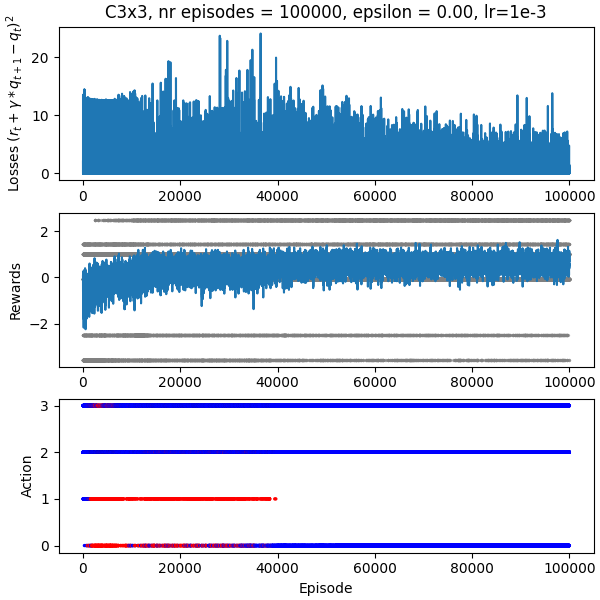 C3x3, nr episodes = 100000, epsilon = 0.00, lr=1e-3
Losses $(r_t + \gamma * q_{t+1} - q_t)^2$
20
10
0
0 20000 40000 60000 80000 100000
Rewards
2
0
−2
0 20000 40000 60000 80000 100000
Action
3
2
1
0
0 20000 40000 60000 80000 100000
Episode